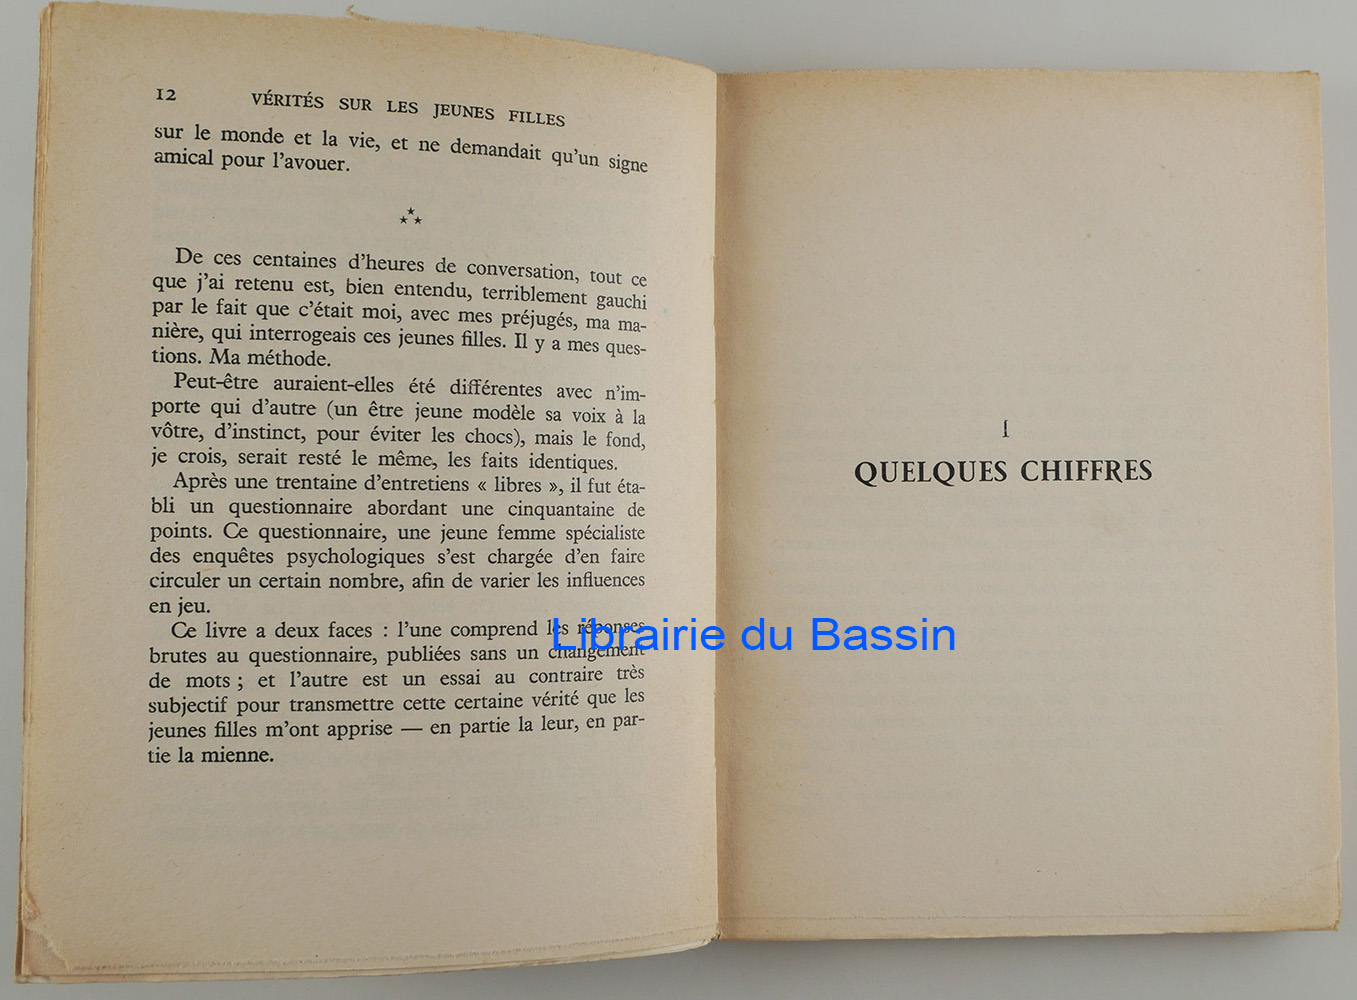 12 VÉRITÉS SUR LES JEUNES FILLES
sur le monde et la vie, et ne demandait qu'un signe
amical pour l'avouer.
De ces centaines d'heures de conversation, tout ce
que j'ai retenu est, bien entendu, terriblement gauchi
par le fait que c'était moi, avec mes préjugés, ma ma-
nière, qui interrogeais ces jeunes filles. Il y a mes ques-
tions. Ma méthode.
Peut-être auraient-elles été différentes avec n'im-
porte qui d'autre (un être jeune modèle sa voix à la
vôtre, d'instinct, pour éviter les chocs), mais le fond,
je crois, serait resté le même, les faits identiques.
Après une trentaine d'entretiens « libres », il fut éta-
bli un questionnaire abordant une cinquantaine de
points. Ce questionnaire, une jeune femme spécialiste
des enquêtes psychologiques s'est chargée d'en faire
circuler un certain nombre, afin de varier les influences
en jeu.
Ce livre a deux faces : l'une comprend les réponses
brutes au questionnaire, publiées sans un changement
de mots ; et l'autre est un essai au contraire très
subjectif pour transmettre cette certaine vérité que les
jeunes filles m'ont apprise — en partie la leur, en par-
tie la mienne.
Librairie du Bassin
I
QUELQUES CHIFFRES